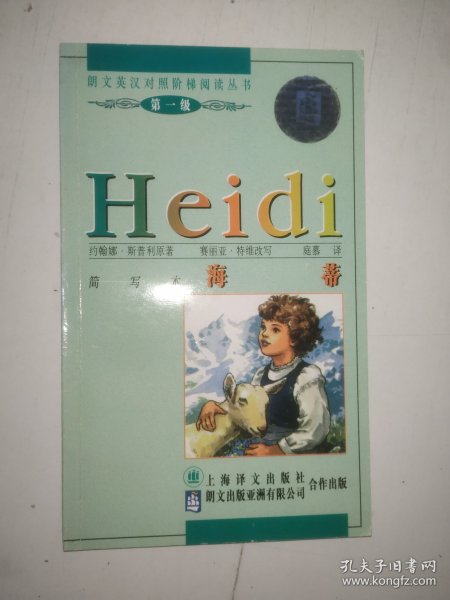 朗文英汉对照阶梯阅读丛书
第一级
Heidi
约翰娜·斯普利原著 赛丽亚·特维改写 庭慕 译
简写本 海蒂
上海译文出版社
朗文出版亚洲有限公司 合作出版
孔夫子旧书网
www.kongfz.com